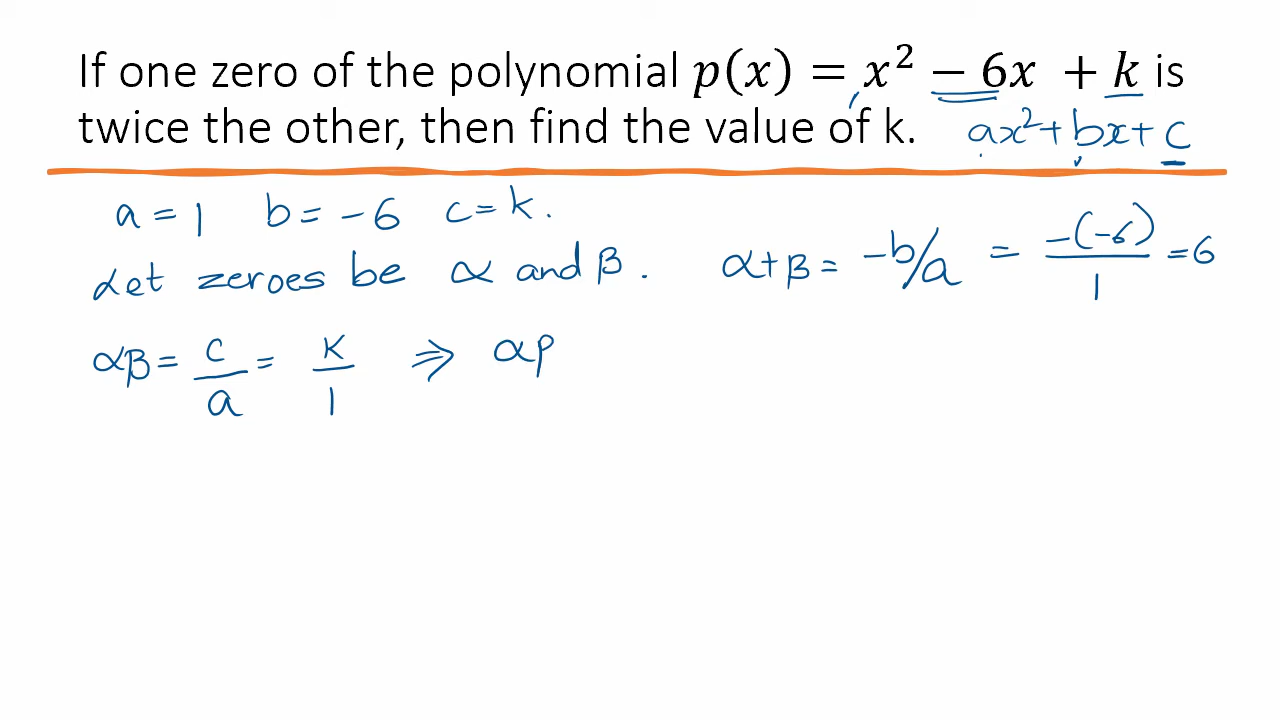 If one zero of the polynomial p(x) = x² − 6x + k is
twice the other, then find the value of k.
ax²+bx+c
a = 1 b = −6 c = k.
Let zeroes be α and β. α+β = −b/a = −(−6)/1 = 6
αβ = c/a = k/1 ⇒ αp